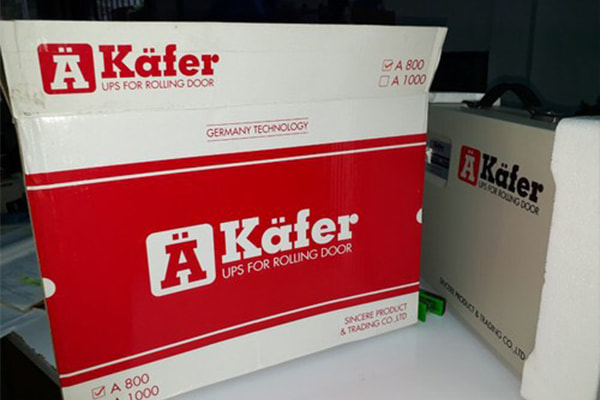 Ä Käfer
UPS FOR ROLLING DOOR
☑ A 800
☐ A 1000
GERMANY TECHNOLOGY
Ä Käfer
UPS FOR ROLLING DOOR
SINCERE PRODUCT
& TRADING CO.,LTD
☑ A 800
A 1000
Ä Käfer
UPS FOR ROLLING DOOR
SINCERE PRODUCT & TRADING CO.,LTD